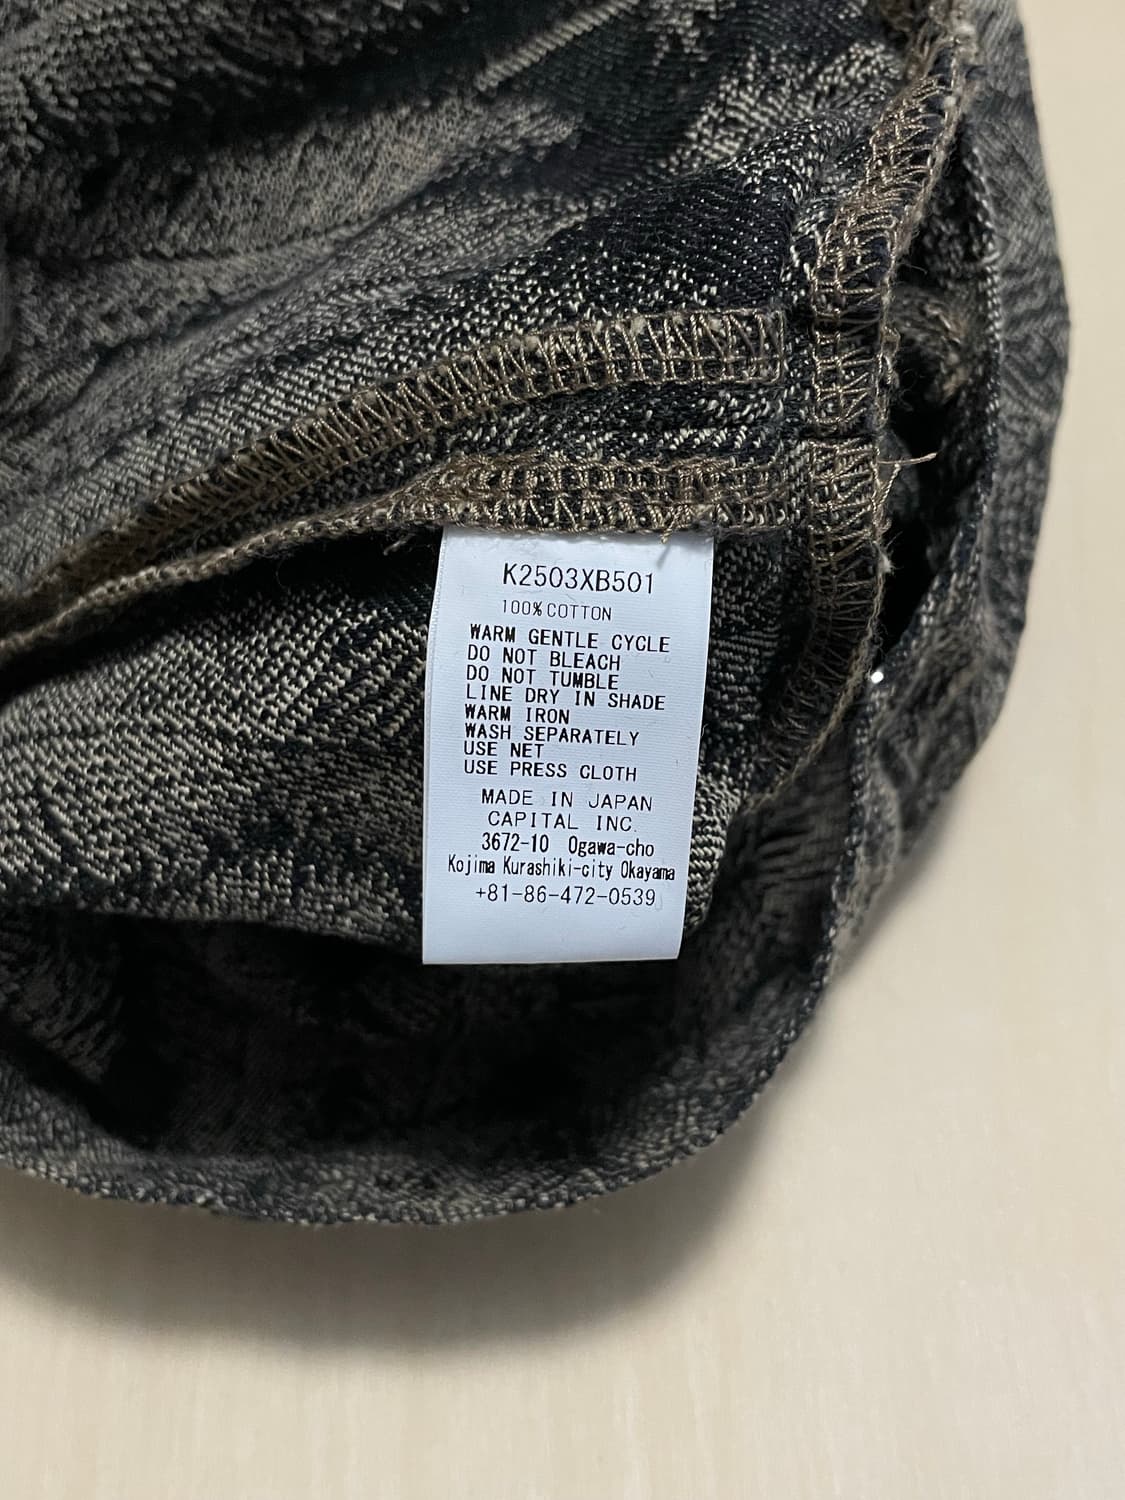 K2503XB501
100%COTTON
WARM GENTLE CYCLE
DO NOT BLEACH
DO NOT TUMBLE
LINE DRY IN SHADE
WARM IRON
WASH SEPARATELY
USE NET
USE PRESS CLOTH
MADE IN JAPAN
CAPITAL INC.
3672-10 Ogawa-cho
Kojima Kurashiki-city Okayama
+81-86-472-0539